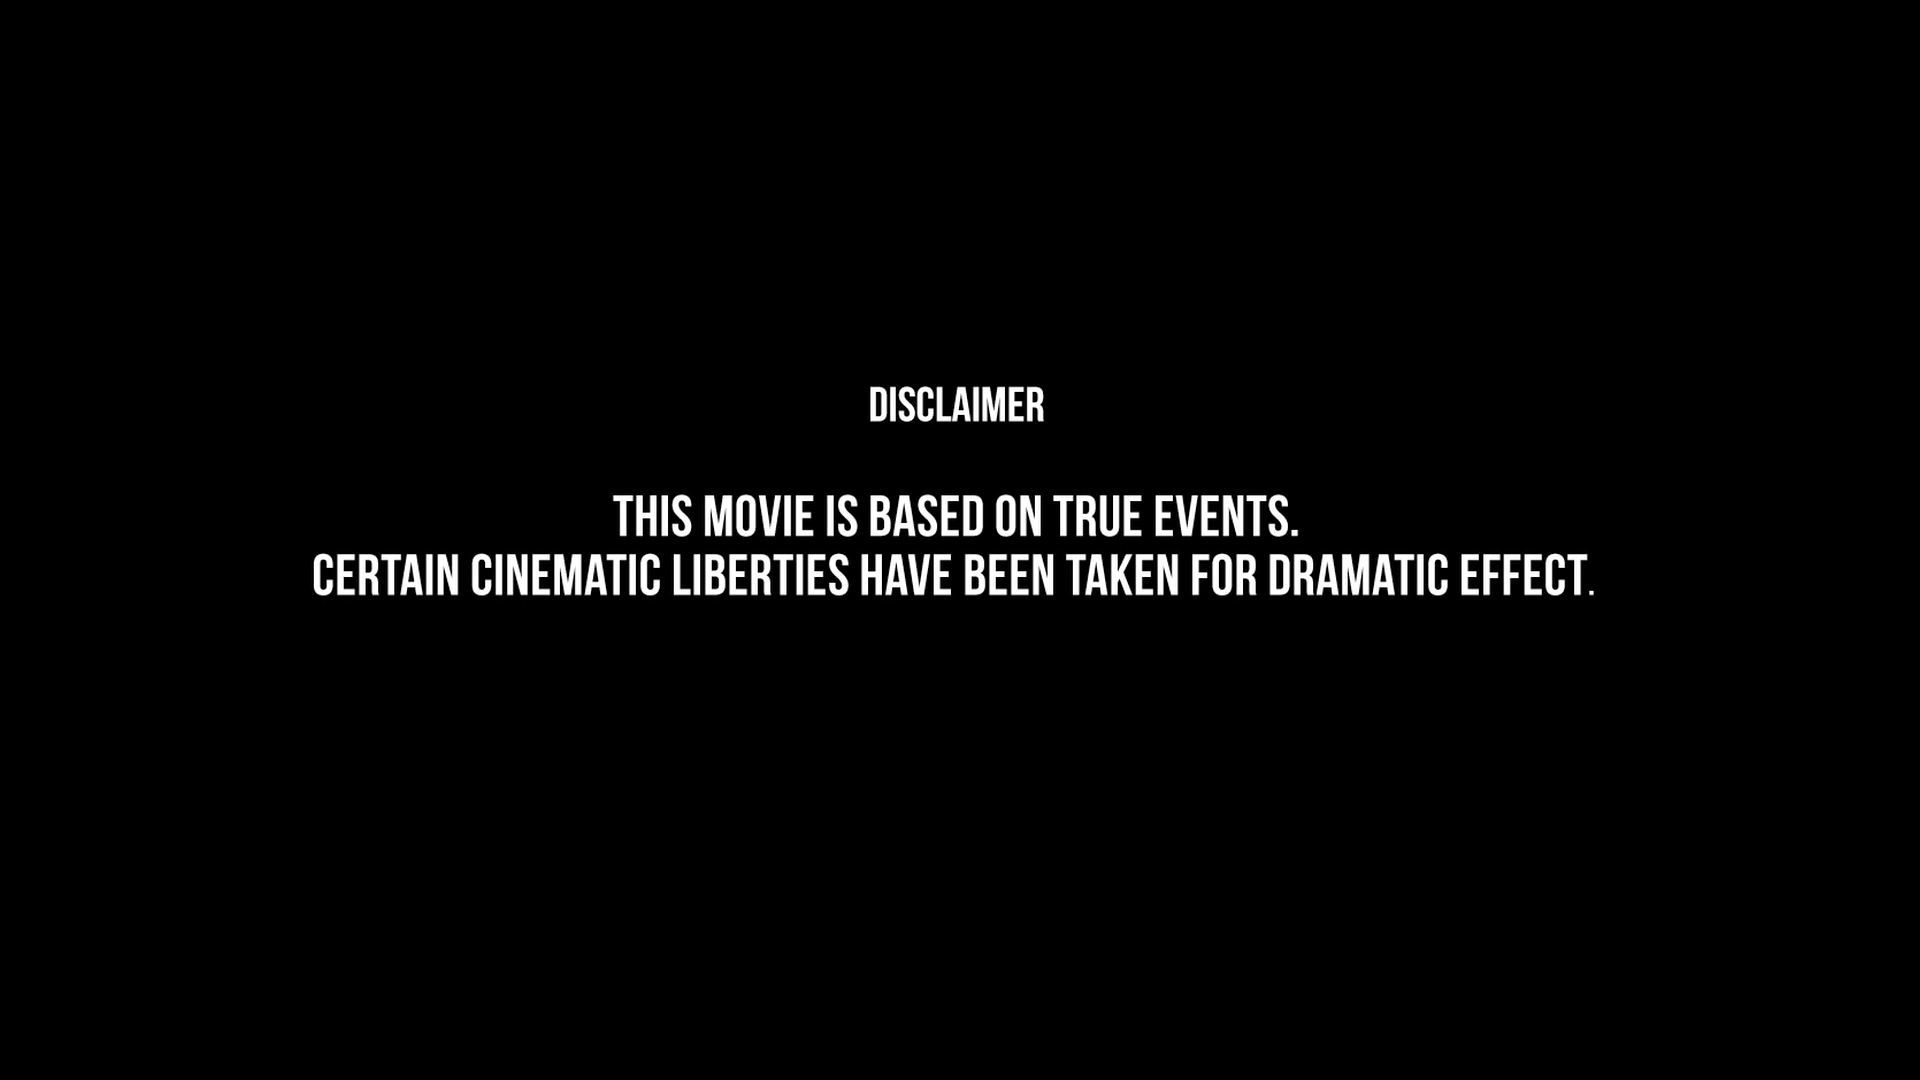 DISCLAIMER
THIS MOVIE IS BASED ON TRUE EVENTS.
CERTAIN CINEMATIC LIBERTIES HAVE BEEN TAKEN FOR DRAMATIC EFFECT.